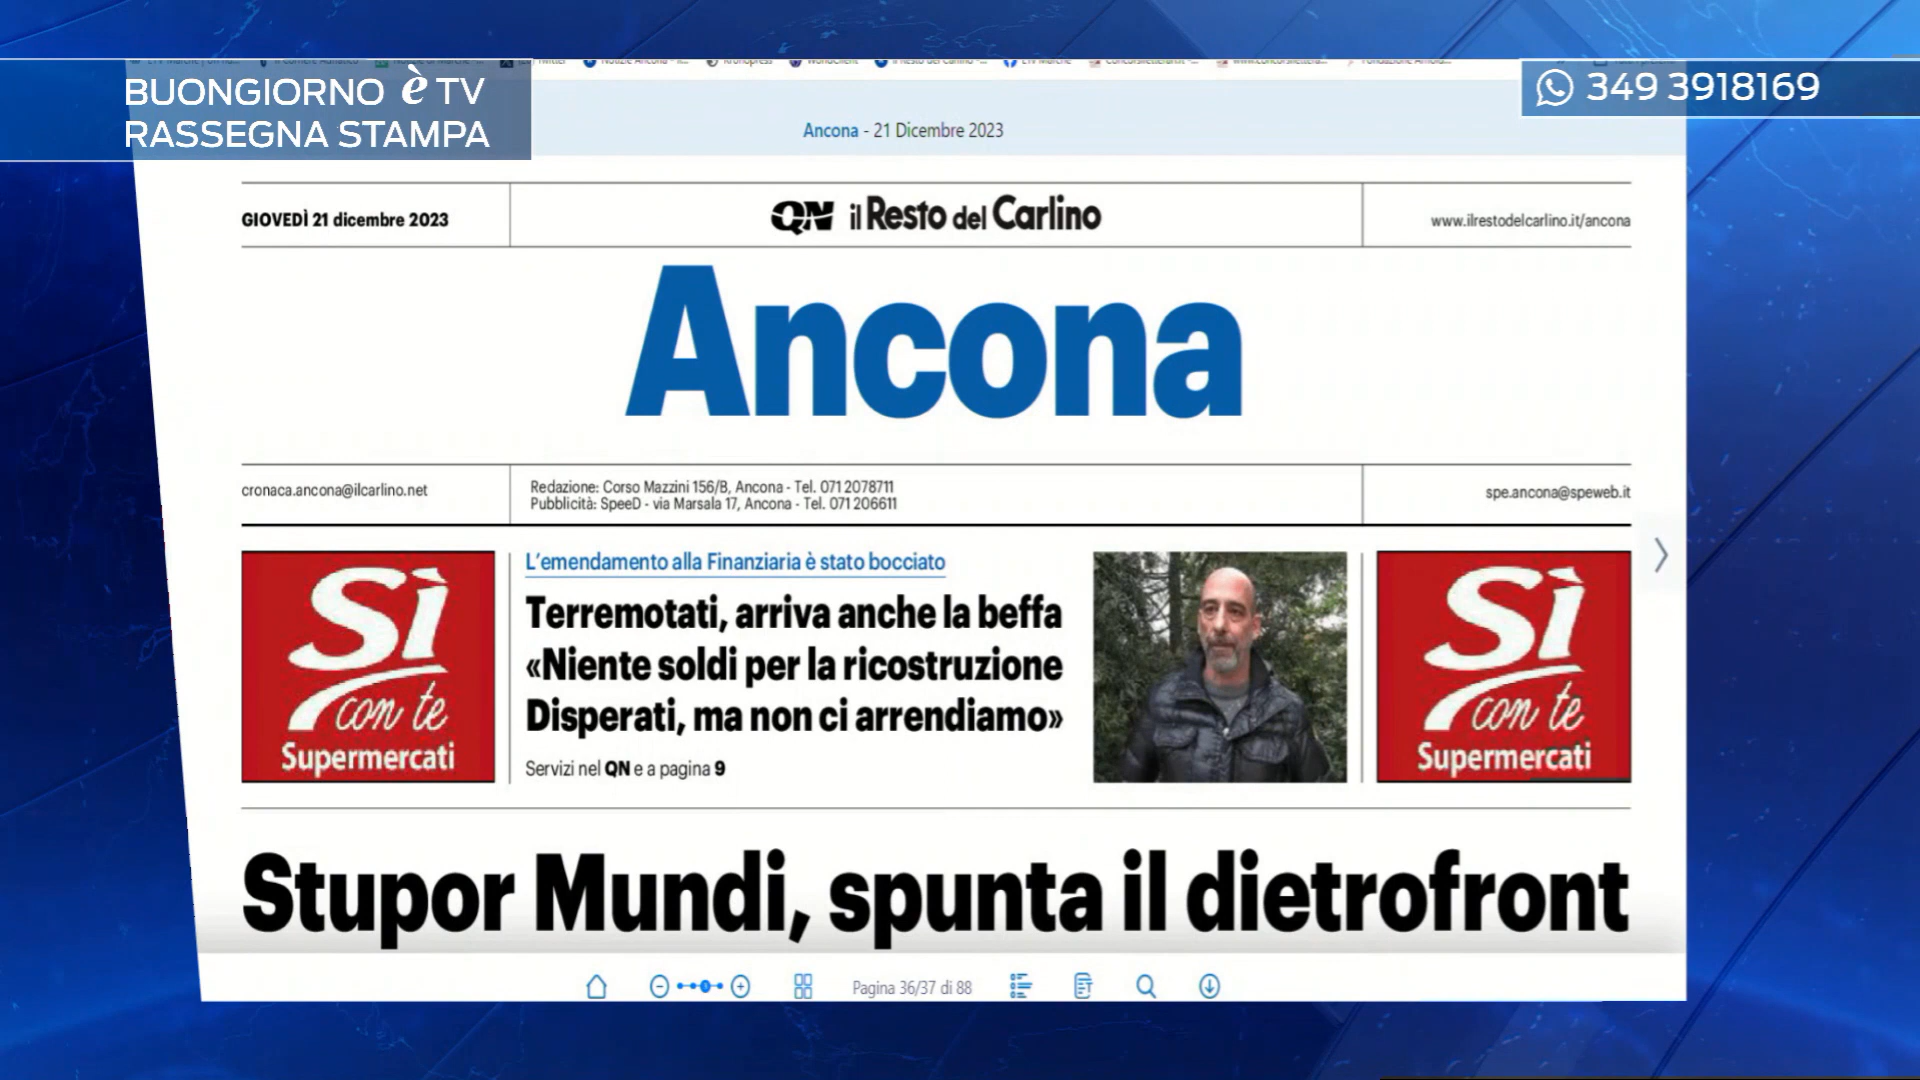 BUONGIORNO è TV
RASSEGNA STAMPA
349 3918169
Ancona - 21 Dicembre 2023
GIOVEDÌ 21 dicembre 2023
QN il Resto del Carlino
www.ilrestodelcarlino.it/ancona
Ancona
cronaca.ancona@ilcarlino.net
Redazione: Corso Mazzini 156/B, Ancona - Tel. 071 2078711
Pubblicità: SpeeD - via Marsala 17, Ancona - Tel. 071 206611
spe.ancona@speweb.it
Sì
con te
Supermercati
L'emendamento alla Finanziaria è stato bocciato
Terremotati, arriva anche la beffa
«Niente soldi per la ricostruzione
Disperati, ma non ci arrendiamo»
Servizi nel QN e a pagina 9
Sì
con te
Supermercati
Stupor Mundi, spunta il dietrofront
Pagina 36/37 di 88